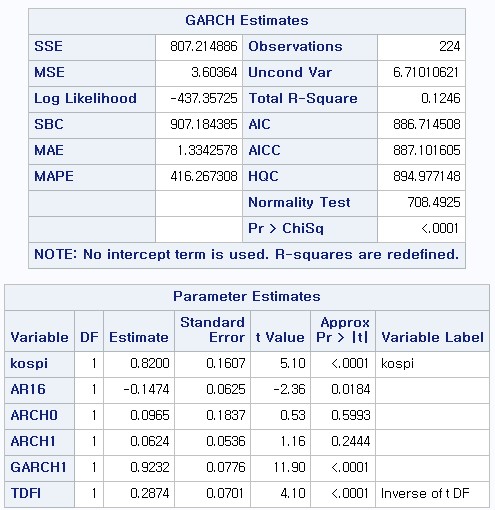 GARCH Estimates
SSE 807.214886 Observations 224
MSE 3.60364 Uncond Var 6.71010621
Log Likelihood -437.35725 Total R-Square 0.1246
SBC 907.184385 AIC 886.714508
MAE 1.3342578 AICC 887.101605
MAPE 416.267308 HQC 894.977148
Normality Test 708.4925
Pr > ChiSq <.0001
NOTE: No intercept term is used. R-squares are redefined.
Parameter Estimates
Variable DF Estimate Standard Error t Value Approx Pr > |t| Variable Label
kospi 1 0.8200 0.1607 5.10 <.0001 kospi
AR16 1 -0.1474 0.0625 -2.36 0.0184
ARCH0 1 0.0965 0.1837 0.53 0.5993
ARCH1 1 0.0624 0.0536 1.16 0.2444
GARCH1 1 0.9232 0.0776 11.90 <.0001
TDFI 1 0.2874 0.0701 4.10 <.0001 Inverse of t DF